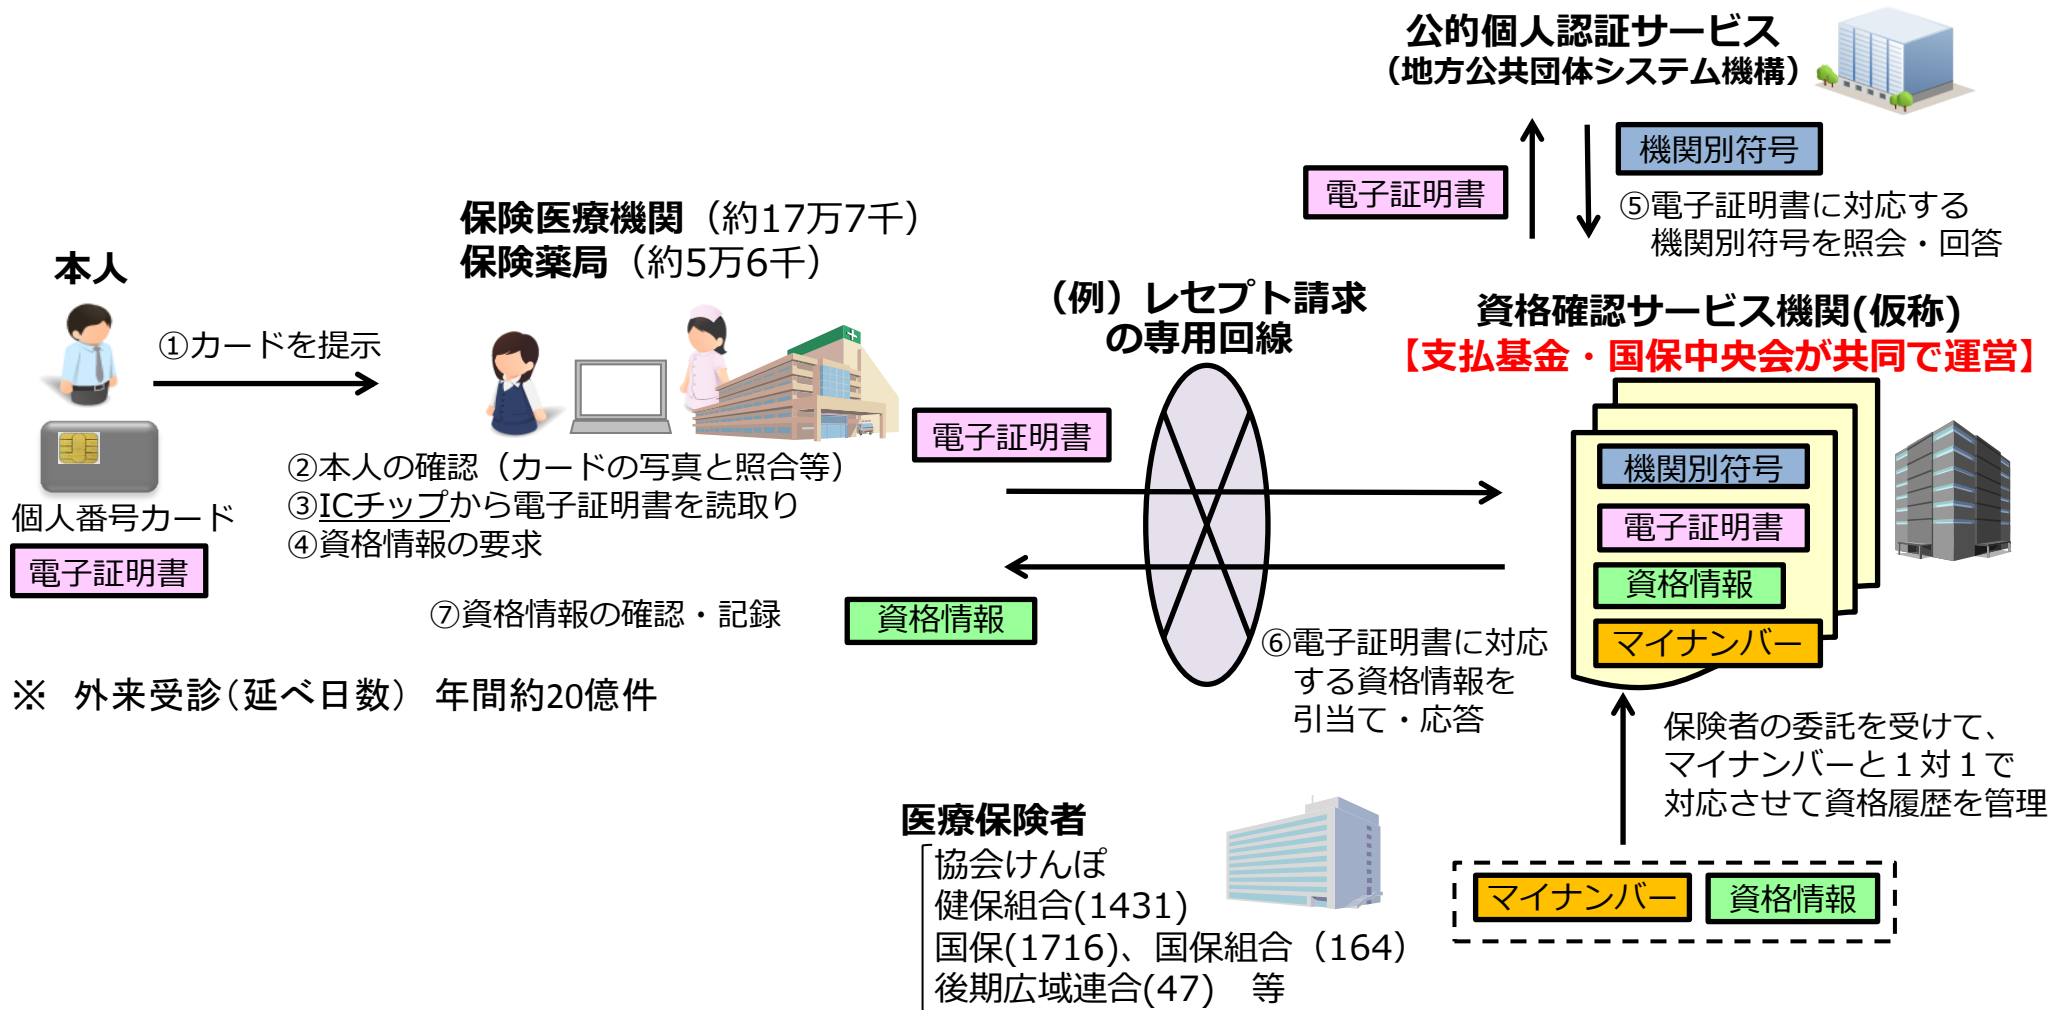 公的個人認証サービス
（地方公共団体システム機構）
機関別符号
電子証明書
⑤電子証明書に対応する
機関別符号を照会・回答
保険医療機関（約17万7千）
保険薬局（約5万6千）
本人
①カードを提示
（例）レセプト請求
の専用回線
資格確認サービス機関(仮称)
【支払基金・国保中央会が共同で運営】
電子証明書
②本人の確認（カードの写真と照合等）
③ICチップから電子証明書を読取り
④資格情報の要求
個人番号カード
電子証明書
機関別符号
電子証明書
資格情報
マイナンバー
⑦資格情報の確認・記録
資格情報
⑥電子証明書に対応
する資格情報を
引当て・応答
※　外来受診（延べ日数）　年間約20億件
保険者の委託を受けて、
マイナンバーと１対１で
対応させて資格履歴を管理
医療保険者
協会けんぽ
健保組合(1431)
国保(1716)、国保組合（164）
後期広域連合(47)　等
マイナンバー
資格情報